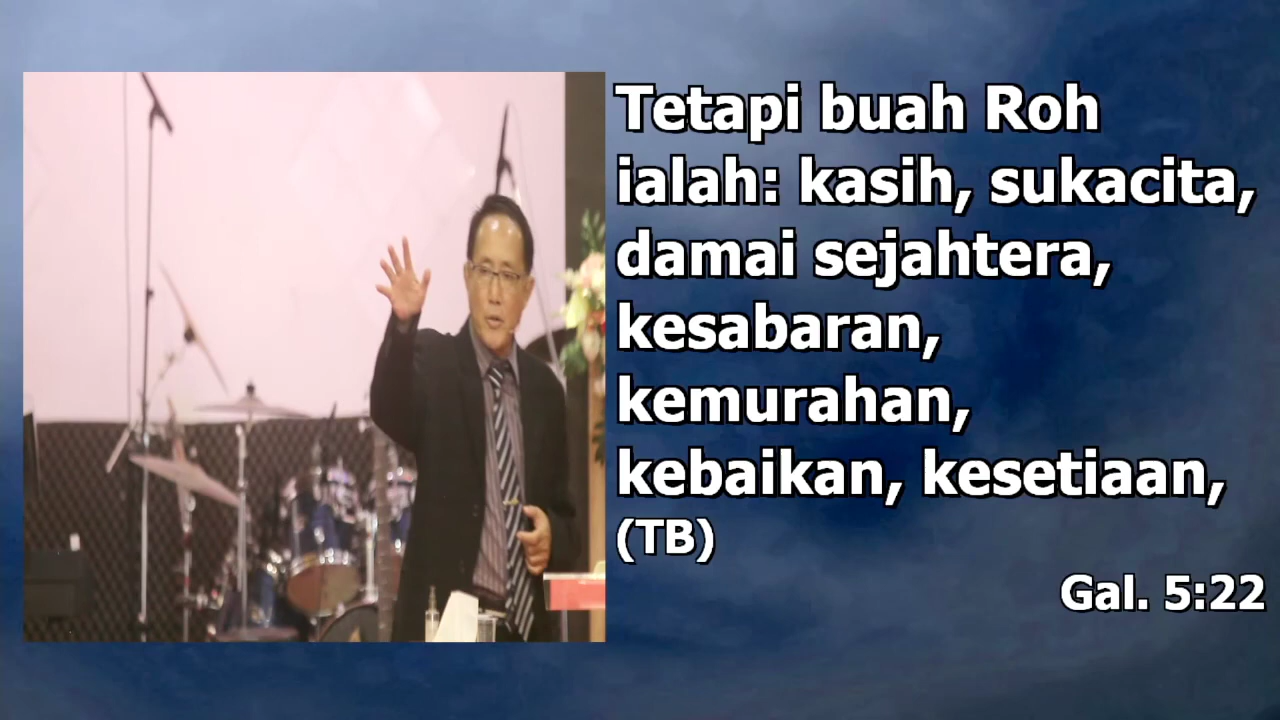 Tetapi buah Roh
ialah: kasih, sukacita,
damai sejahtera,
kesabaran,
kemurahan,
kebaikan, kesetiaan,
(TB)
Gal. 5:22